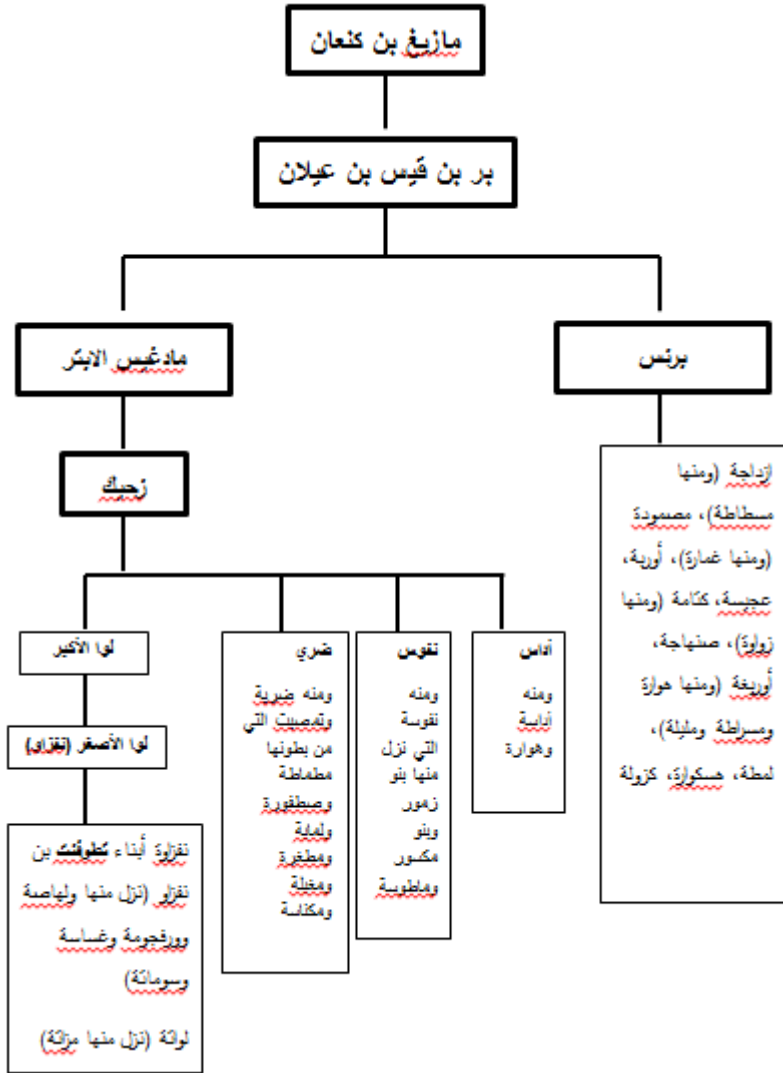 مازيغ بن كنعان
بر بن قيس بن عيلان
برنس
مادغيس الابتر
زحيك
ازداجة (ومنها
مسطاطة)، مصمودة
(ومنها غمارة)، أوربة،
عجيسة، كتامة (ومنها
زواوة)، صنهاجة،
أوريغة (ومنها هوارة
ومسراطة ومليلة)،
لمطة، هسكوارة، كزولة
أداس
ومنه
أداسة
وهوارة
نفوس
ومنه
نفوسة
التي نزل
منها بنو
زمور
وبنو
مكسور
وماطوسة
ضري
ومنه ضرية
وتمصيت التي
من بطونها
مطماطة
وصطفورة
ولماية
ومطغرة
ومغيلة
ومكناسة
لوا الأكبر
لوا الأصغر (نفزاو)
نفزاوة أبناء تطوفت بن
نفزاو (نزل منها ولهاصة
وورفجومة وغساسة
وسوماتة)
لواتة (نزل منها مزاتة)